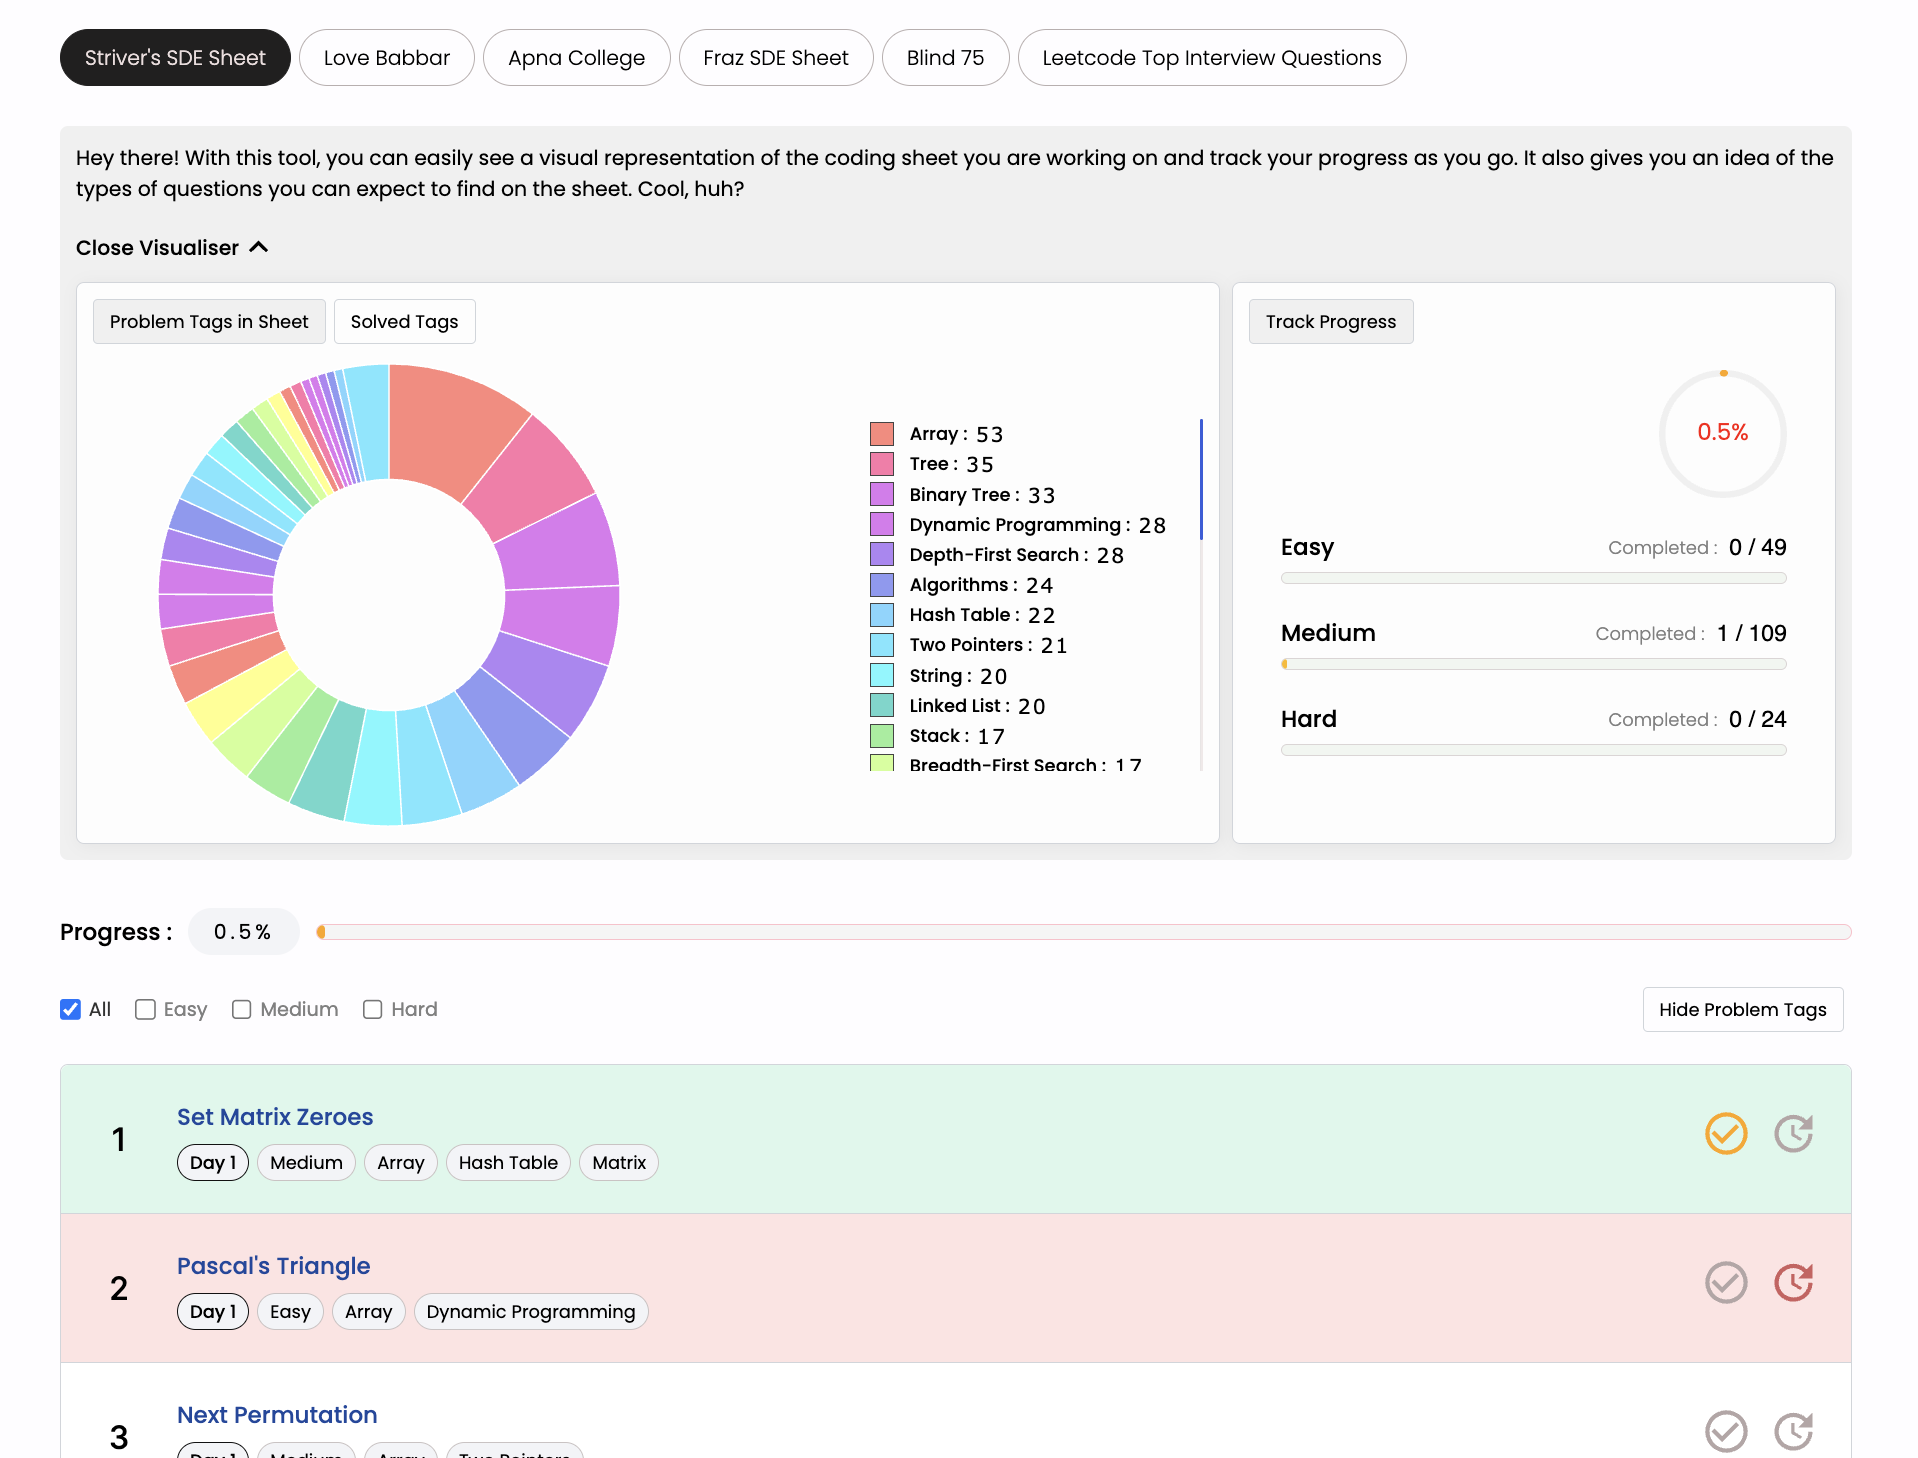 Striver's SDE Sheet Love Babbar Apna College Fraz SDE Sheet Blind 75 Leetcode Top Interview Questions
Hey there! With this tool, you can easily see a visual representation of the coding sheet you are working on and track your progress as you go. It also gives you an idea of the
types of questions you can expect to find on the sheet. Cool, huh?
Close Visualiser
Problem Tags in Sheet Solved Tags
Array : 53
Tree : 35
Binary Tree : 33
Dynamic Programming : 28
Depth-First Search : 28
Algorithms : 24
Hash Table : 22
Two Pointers : 21
String : 20
Linked List : 20
Stack : 17
Breadth-First Search : 17
Track Progress
0.5%
Easy Completed : 0 / 49
Medium Completed : 1 / 109
Hard Completed : 0 / 24
Progress : 0.5%
All Easy Medium Hard Hide Problem Tags
1
Set Matrix Zeroes
Day 1 Medium Array Hash Table Matrix
2
Pascal's Triangle
Day 1 Easy Array Dynamic Programming
3
Next Permutation
Day 1 Medium Array Two Pointers